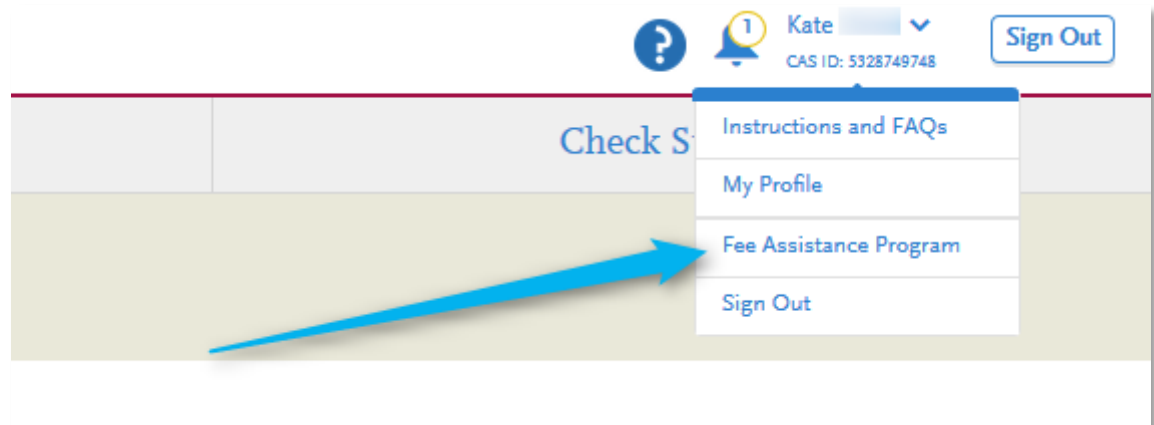 ?
1
Kate
Sign Out
CAS ID: 5328749748
Check S
Instructions and FAQs
My Profile
Fee Assistance Program
Sign Out